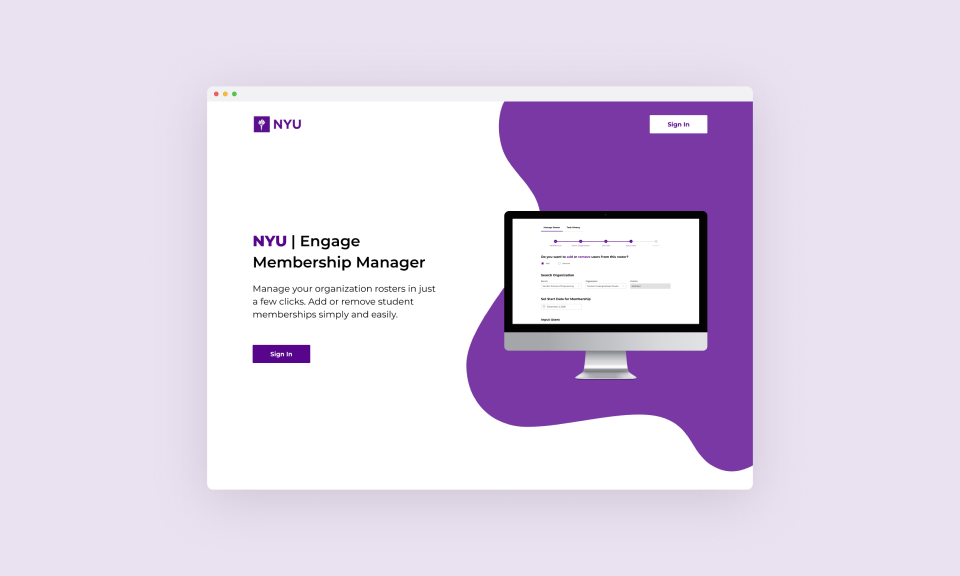 NYU
Sign In
NYU | Engage
Membership Manager
Manage your organization rosters in just
a few clicks. Add or remove student
memberships simply and easily.
Sign In
Manage Roster Task History
Do you want to add or remove users from this roster?
Search Organization
Set Start Date for Membership
Input Users